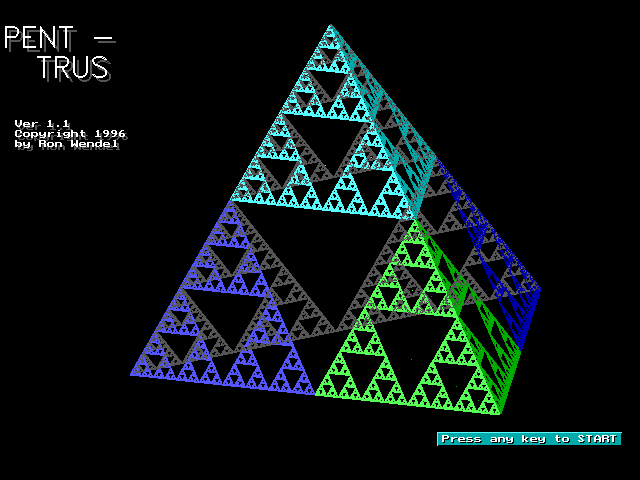 PENT –
TRUS
Ver 1.1
Copyright 1996
by Ron Wendel
Press any key to START